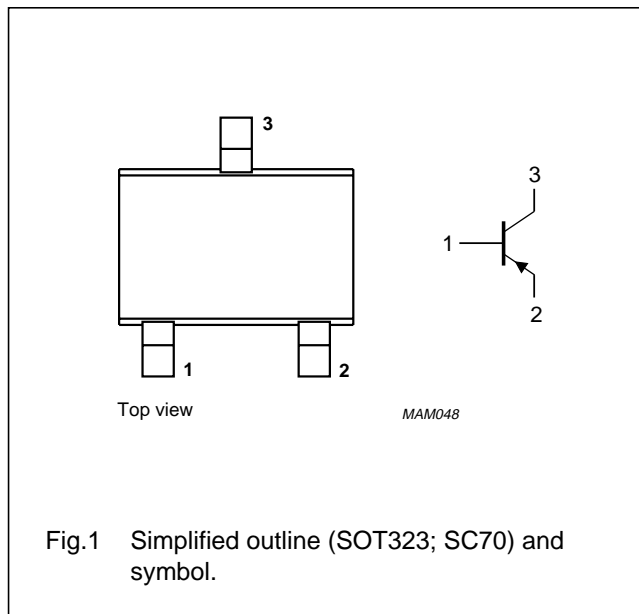 3
3
1
2
1
2
Top view
MAM048
Fig.1 Simplified outline (SOT323; SC70) and
symbol.